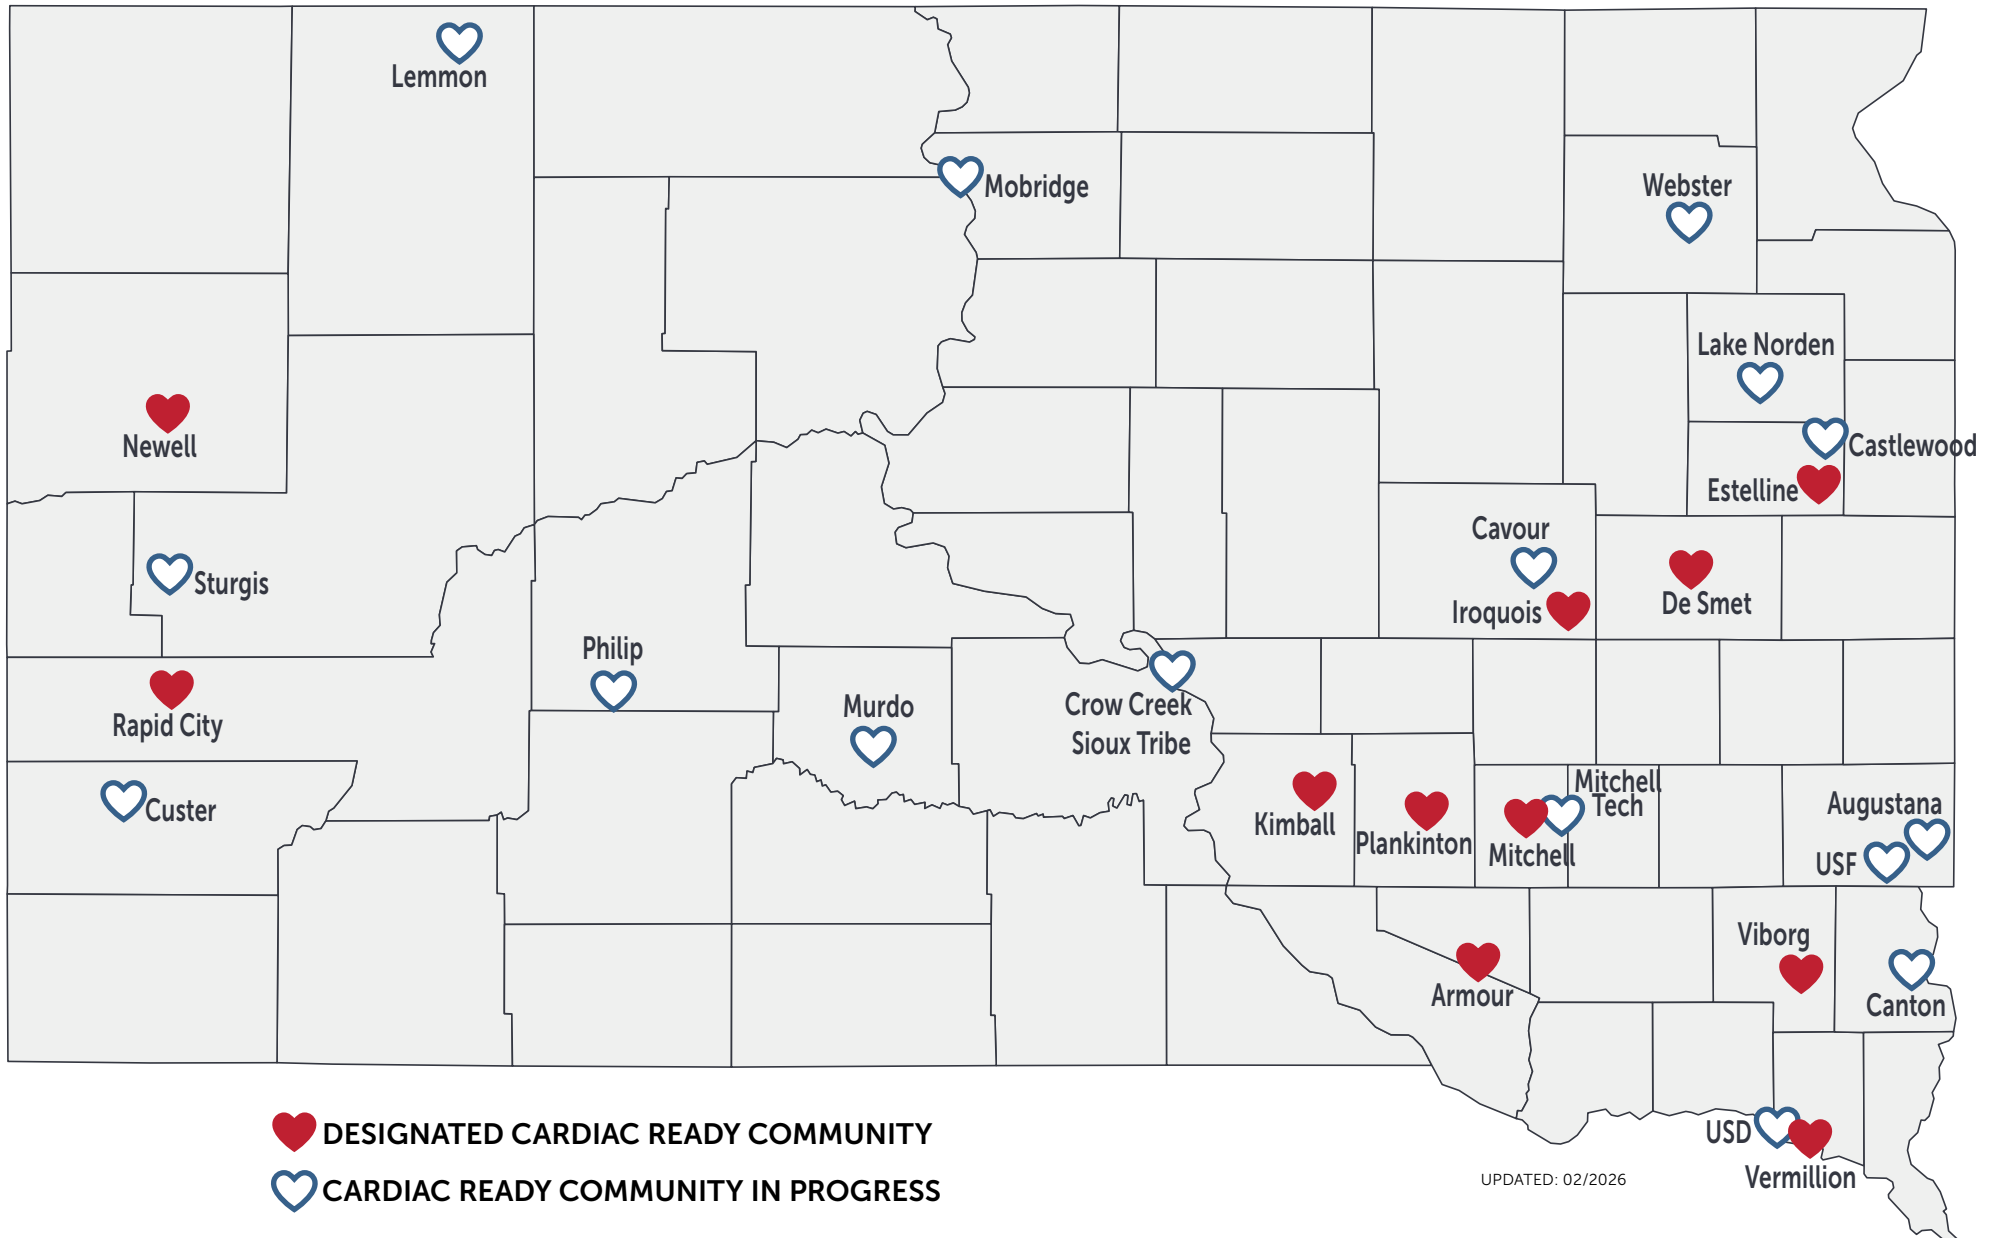 Lemmon
Mobridge
Webster
Lake Norden
Newell
Castlewood
Estelline
Cavour
Sturgis
De Smet
Iroquois
Philip
Crow Creek
Sioux Tribe
Murdo
Rapid City
Mitchell
Tech
Custer
Augustana
Kimball
Plankinton
Mitchell
USF
Viborg
Armour
Canton
DESIGNATED CARDIAC READY COMMUNITY
USD
Vermillion
CARDIAC READY COMMUNITY IN PROGRESS
UPDATED: 02/2026